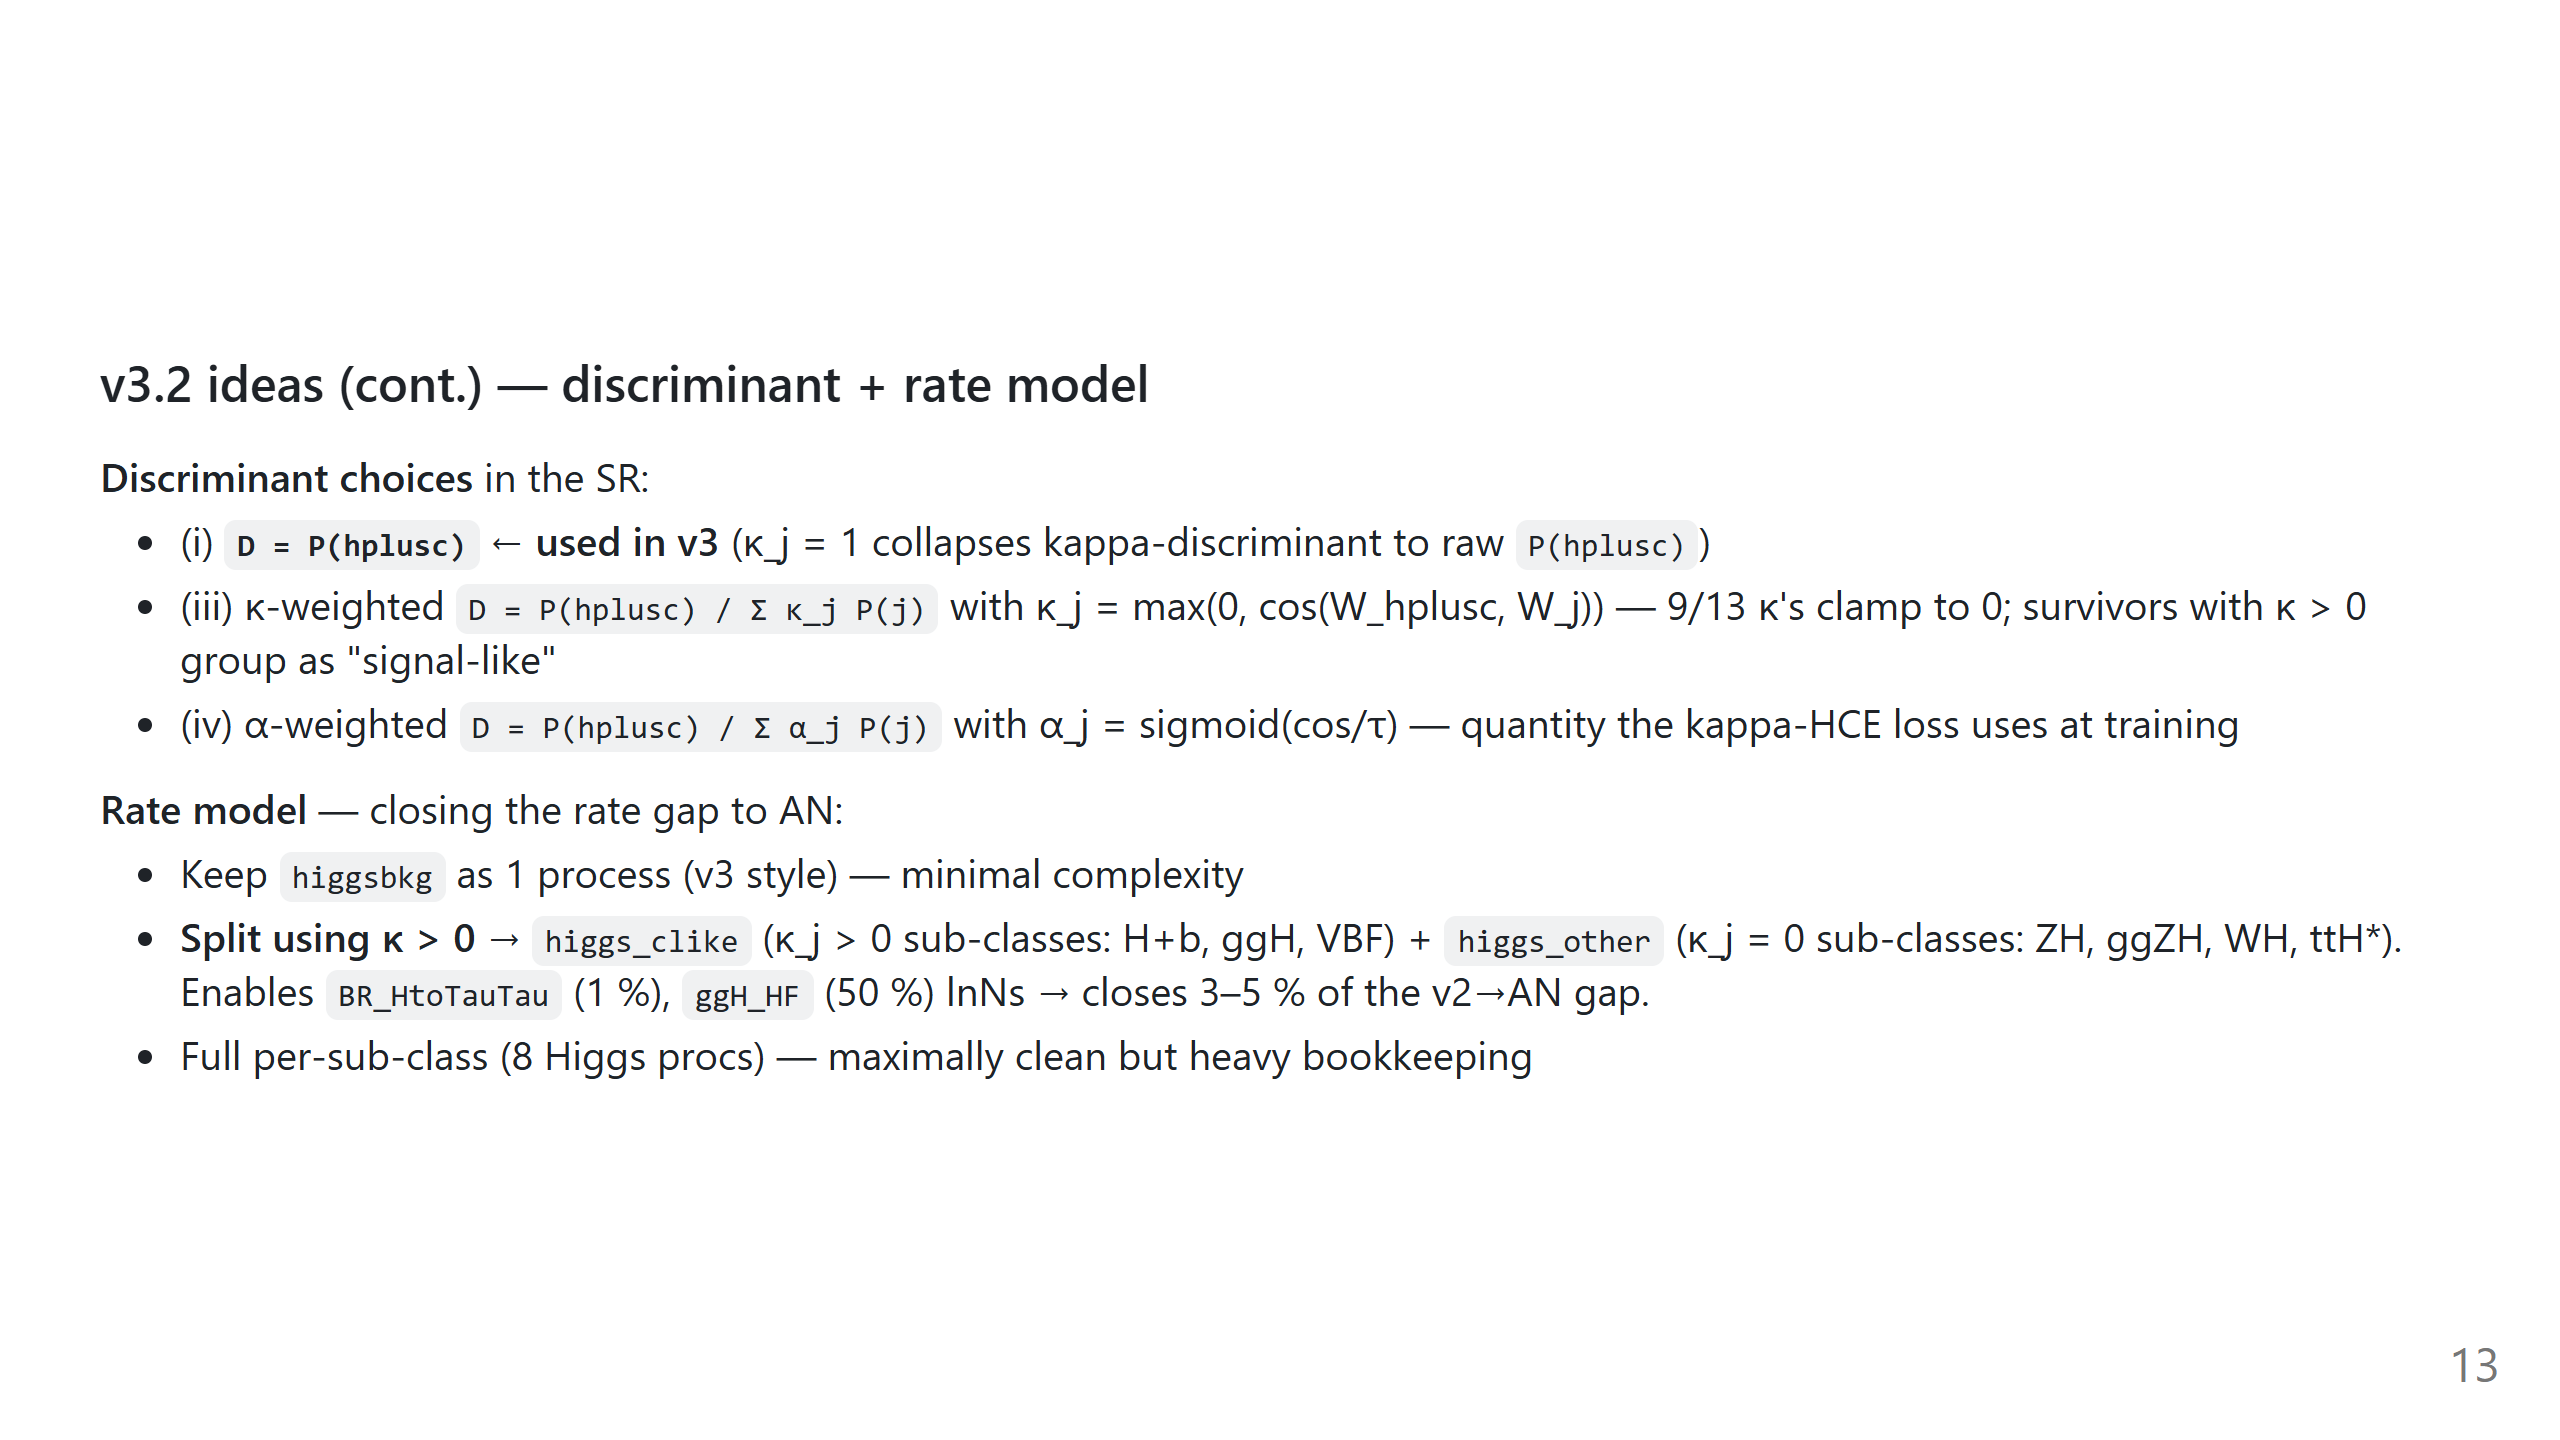 v3.2 ideas (cont.) — discriminant + rate model
Discriminant choices in the SR:
• (i) D = P(hplusc) ← used in v3 (κ_j = 1 collapses kappa-discriminant to raw P(hplusc))
• (iii) κ-weighted D = P(hplusc) / Σ κ_j P(j) with κ_j = max(0, cos(W_hplusc, W_j)) — 9/13 κ's clamp to 0; survivors with κ > 0
group as "signal-like"
• (iv) α-weighted D = P(hplusc) / Σ α_j P(j) with α_j = sigmoid(cos/τ) — quantity the kappa-HCE loss uses at training
Rate model — closing the rate gap to AN:
• Keep higgsbkg as 1 process (v3 style) — minimal complexity
• Split using κ > 0 → higgs_clike (κ_j > 0 sub-classes: H+b, ggH, VBF) + higgs_other (κ_j = 0 sub-classes: ZH, ggZH, WH, ttH*).
Enables BR_HtoTauTau (1 %), ggH_HF (50 %) lnNs → closes 3–5 % of the v2→AN gap.
• Full per-sub-class (8 Higgs procs) — maximally clean but heavy bookkeeping
13